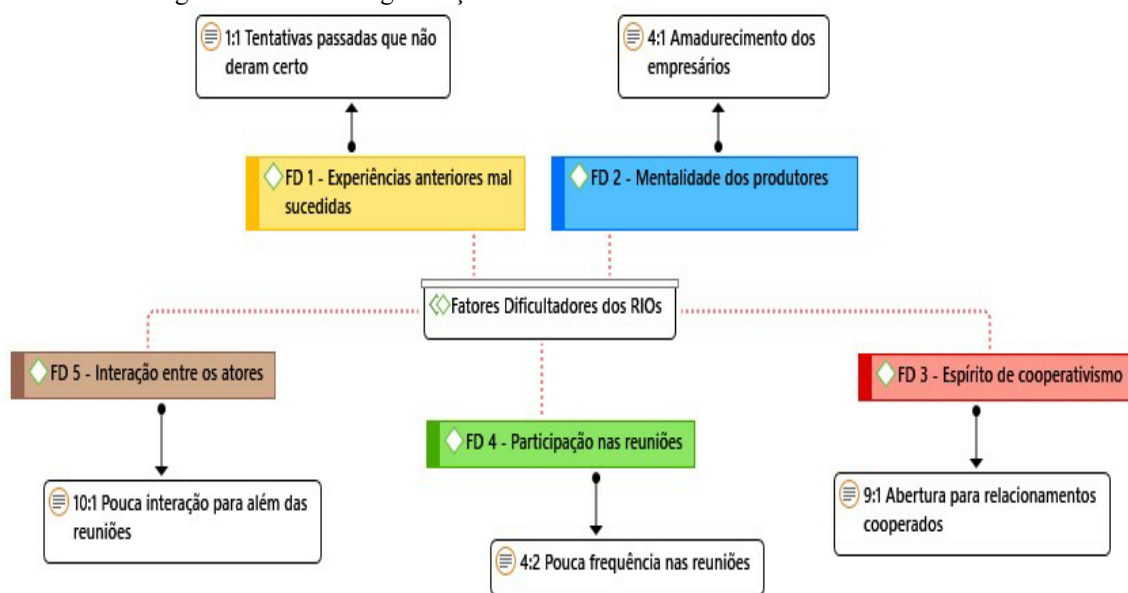 1:1 Tentativas passadas que não
deram certo
4:1 Amadurecimento dos
empresários
FD 1 - Experiências anteriores mal
sucedidas
FD 2 - Mentalidade dos produtores
Fatores Dificultadores dos RIOs
FD 5 - Interação entre os atores
FD 3 - Espírito de cooperativismo
FD 4 - Participação nas reuniões
10:1 Pouca interação para além das
reuniões
9:1 Abertura para relacionamentos
cooperados
4:2 Pouca frequência nas reuniões